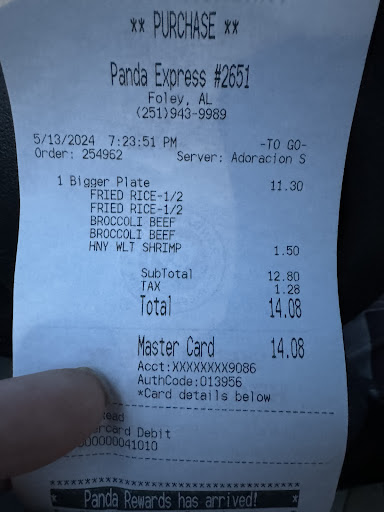 ** PURCHASE **
Panda Express #2651
Foley, AL
(251)943-9989
5/13/2024 7:23:51 PM -TO GO-
Order: 254962 Server: Adoracion S
1 Bigger Plate 11.30
FRIED RICE-1/2
FRIED RICE-1/2
BROCCOLI BEEF
BROCCOLI BEEF
HNY WLT SHRIMP 1.50
SubTotal 12.80
TAX 1.28
Total 14.08
Master Card 14.08
Acct:XXXXXXXX9086
AuthCode:013956
*Card details below
Debit
* Panda Rewards has arrived! *